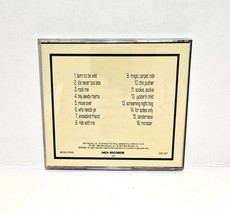 1. born to be wild
2. it's never too late
3. rock me
4. hey lawdy mama
5. move over
6. who needs ya
7. snowblind friend
8. ride with me
9. magic carpet ride
10. the pusher
11. sookie, sookie
12. jupiter's child
13. screaming night hog
14. for ladies only
15. tenderness
16. monster
MCA RECORDS